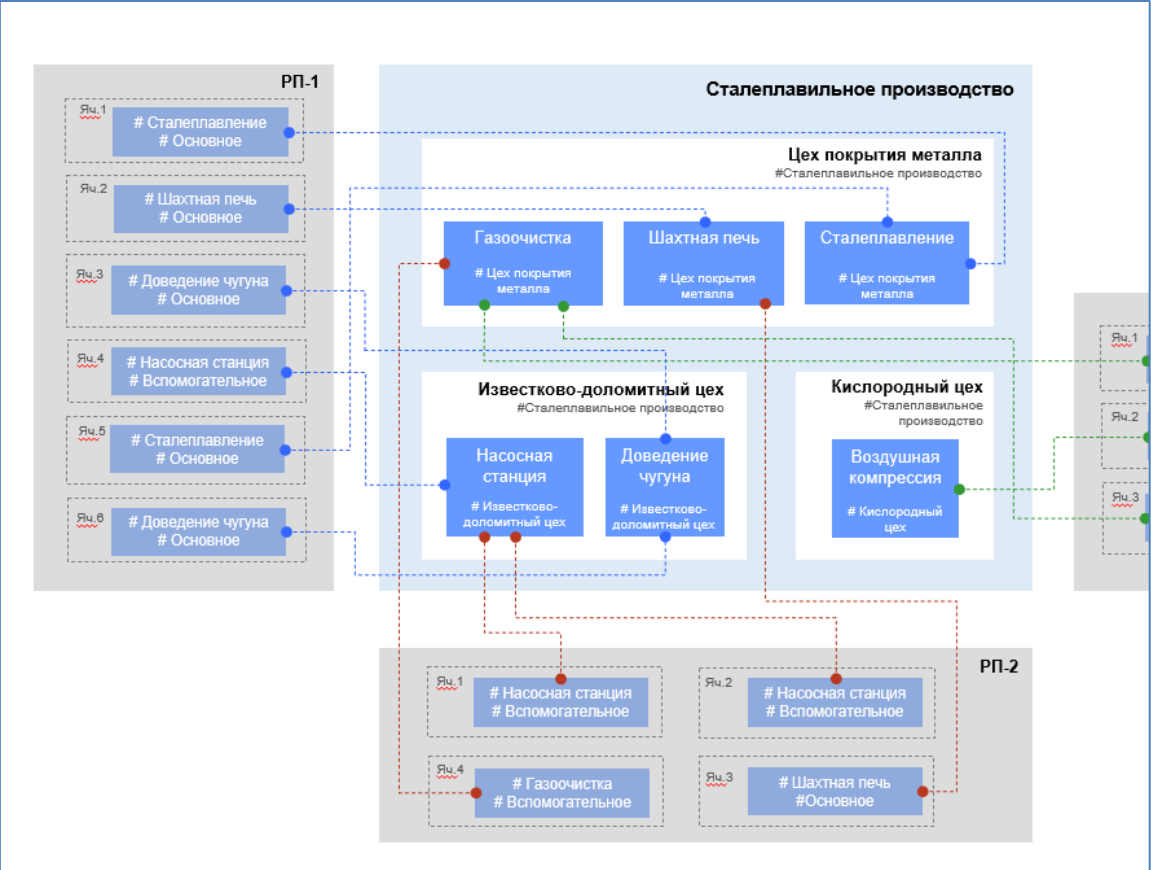 РП-1
Яч.1
# Сталеплавление
# Основное
Яч.2
# Шахтная печь
# Основное
Яч.3
# Доведение чугуна
# Основное
Яч.4
# Насосная станция
# Вспомогательное
Яч.5
# Сталеплавление
# Основное
Яч.6
# Доведение чугуна
# Основное
Сталеплавильное производство
Цех покрытия металла
#Сталеплавильное производство
Газоочистка
# Цех покрытия
металла
Шахтная печь
# Цех покрытия
металла
Сталеплавление
# Цех покрытия
металла
Известково-доломитный цех
#Сталеплавильное производство
Насосная
станция
# Известково-
доломитный цех
Доведение
чугуна
# Известково-
доломитный цех
Кислородный цех
#Сталеплавильное
производство
Воздушная
компрессия
# Кислородный
цех
Яч.1
Яч.2
Яч.3
РП-2
Яч.1
# Насосная станция
# Вспомогательное
Яч.2
# Насосная станция
# Вспомогательное
Яч.4
# Газоочистка
# Вспомогательное
Яч.3
# Шахтная печь
#Основное